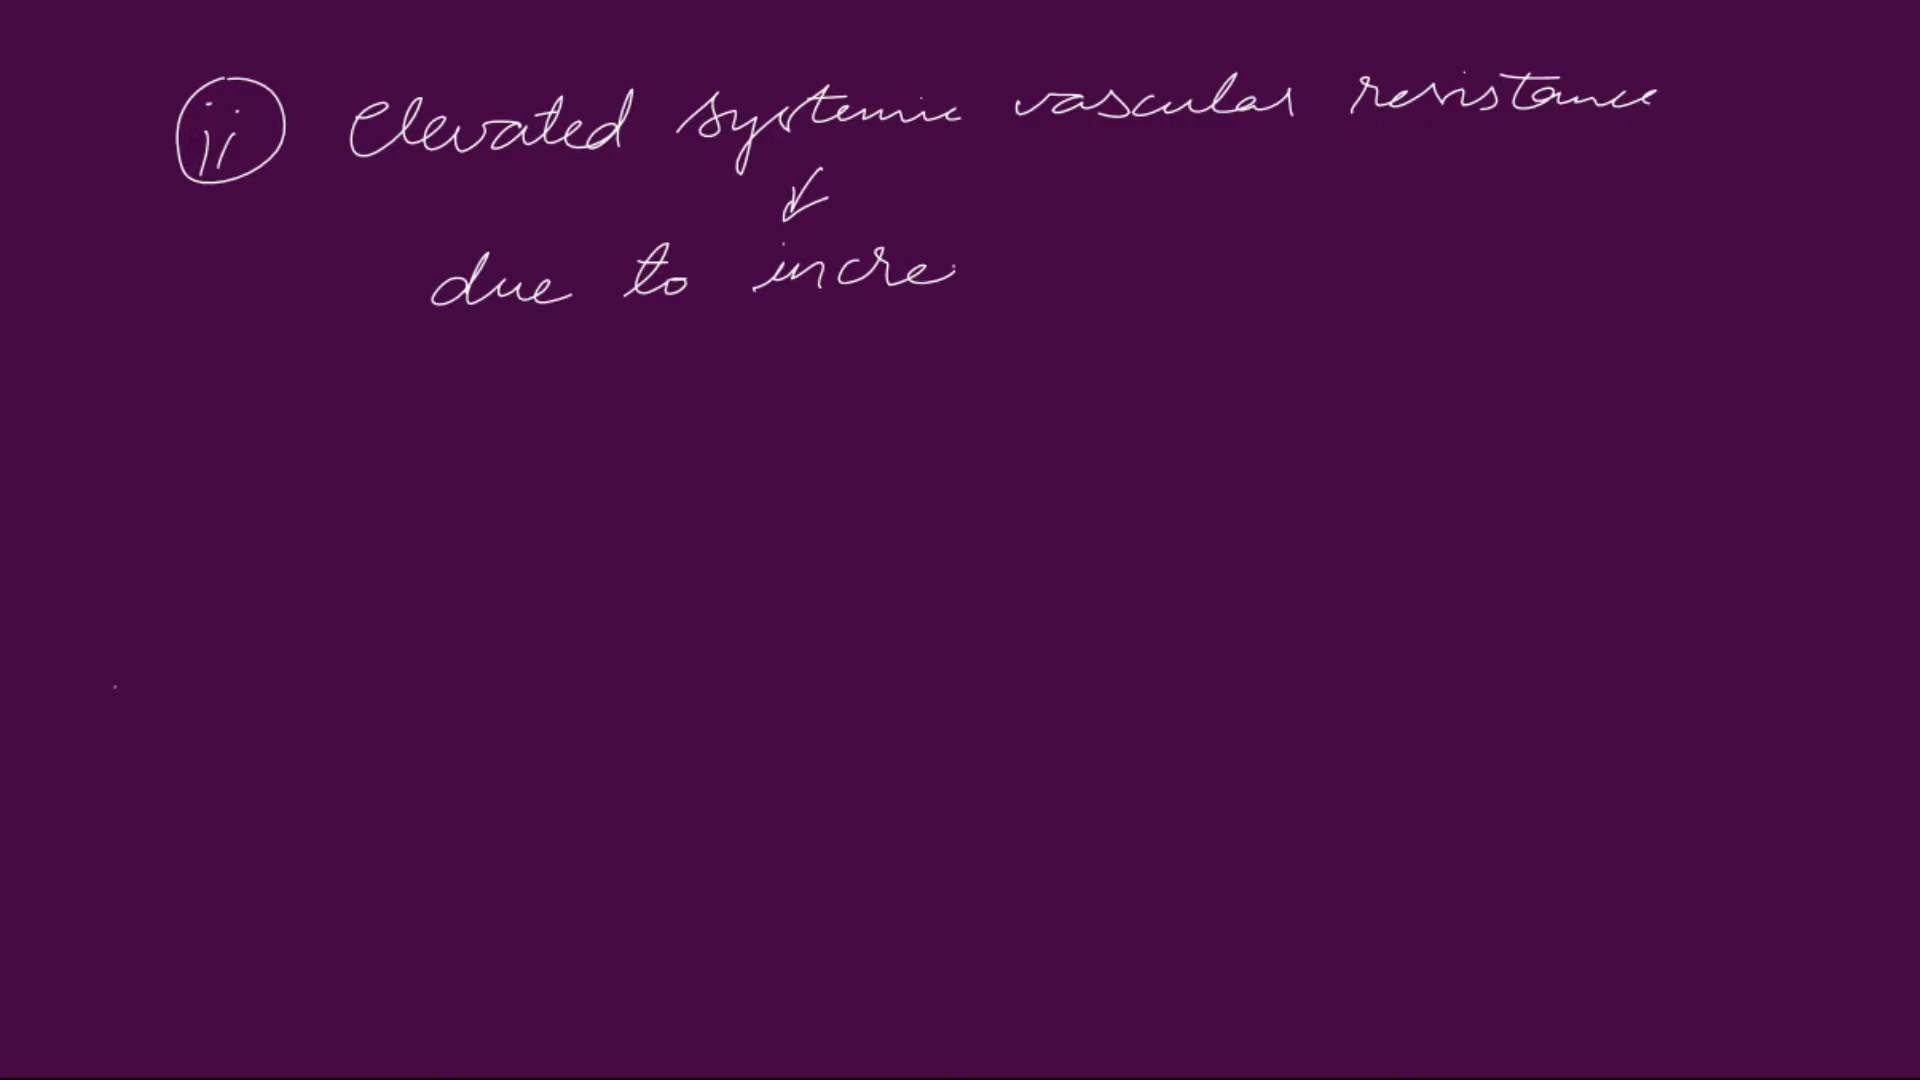 ii Elevated systemic vascular resistance
due to incre